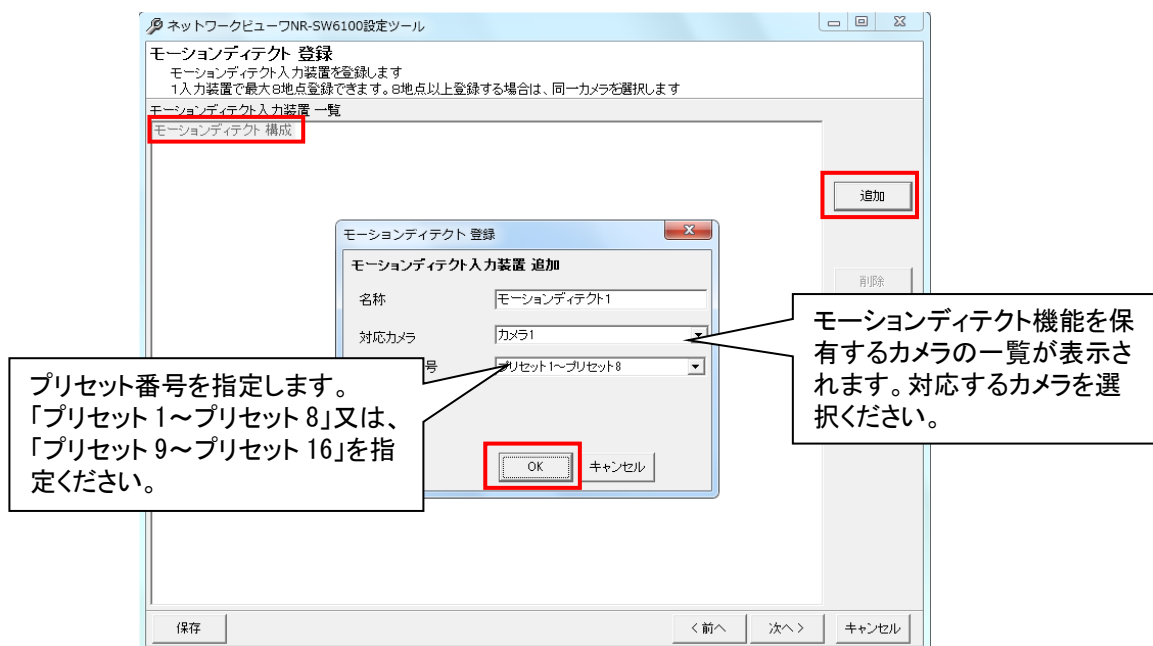 ネットワークビューワNR-SW6100設定ツール
モーションディテクト 登録
モーションディテクト入力装置を登録します
1入力装置で最大8地点登録できます。8地点以上登録する場合は、同一カメラを選択します
モーションディテクト入力装置 一覧
モーションディテクト 構成
追加
削除
モーションディテクト 登録
モーションディテクト入力装置 追加
名称
モーションディテクト1
対応カメラ
カメラ1
号
プリセット1～プリセット8
OK
キャンセル
モーションディテクト機能を保
有するカメラの一覧が表示さ
れます。対応するカメラを選
択ください。
プリセット番号を指定します。
「プリセット 1～プリセット 8」又は、
「プリセット 9～プリセット 16」を指
定ください。
保存
< 前へ
次へ >
キャンセル